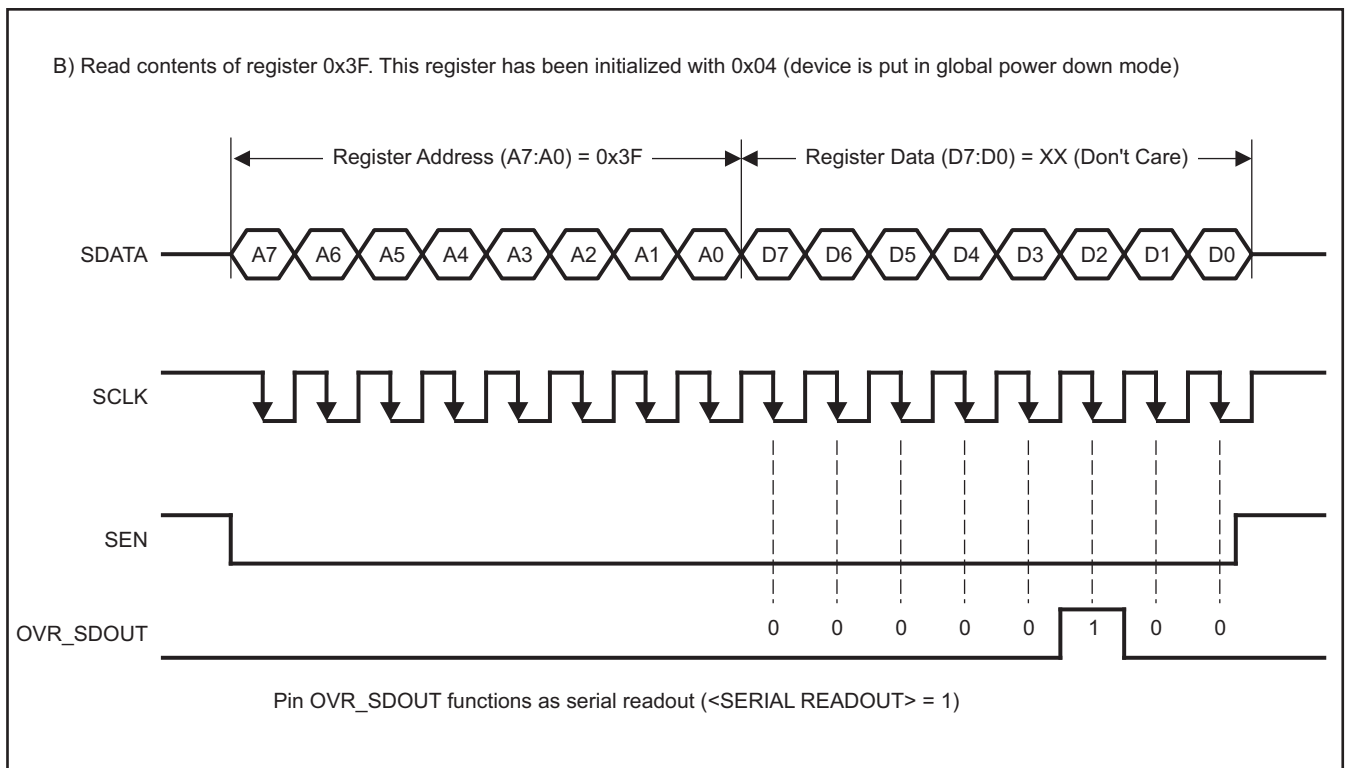 B) Read contents of register 0x3F. This register has been initialized with 0x04 (device is put in global power down mode)
Register Address (A7:A0) = 0x3F
Register Data (D7:D0) = XX (Don't Care)
SDATA
A7 A6 A5 A4 A3 A2 A1 A0 D7 D6 D5 D4 D3 D2 D1 D0
SCLK
SEN
OVR_SDOUT
0 0 0 0 0 1 0 0
Pin OVR_SDOUT functions as serial readout (<SERIAL READOUT> = 1)